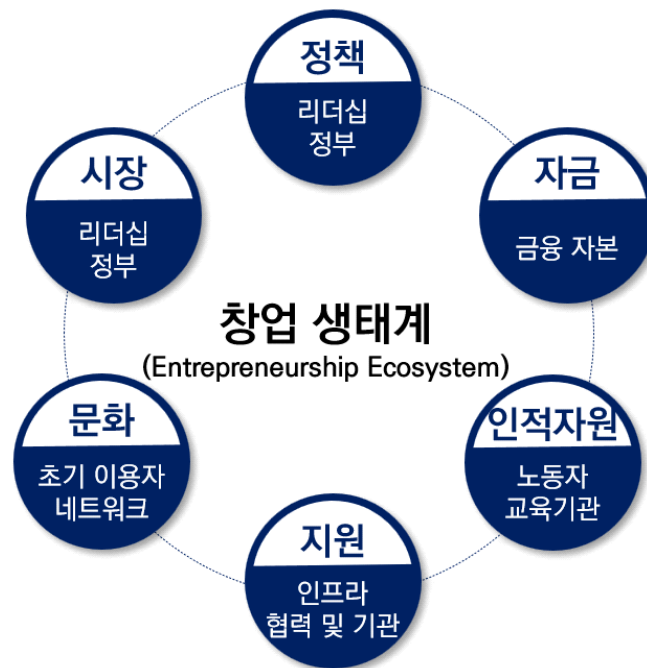 정책
리더십
정부
시장
리더십
정부
자금
금융 자본
창업 생태계
(Entrepreneurship Ecosystem)
문화
초기 이용자
네트워크
인적자원
노동자
교육기관
지원
인프라
협력 및 기관